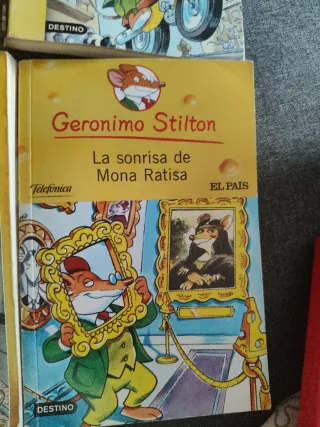 DESTINO
Geronimo Stilton
La sonrisa de
Mona Ratisa
Telefónica
EL PAÍS
DESTINO